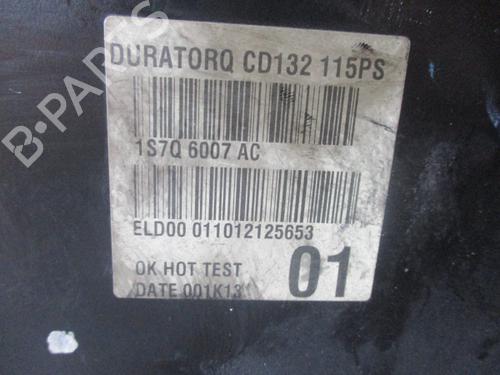 DURATORQ CD132 115PS
1S7Q 6007 AC
ELD00 011012125653
OK HOT TEST
DATE 001K13
01
B-PARTS